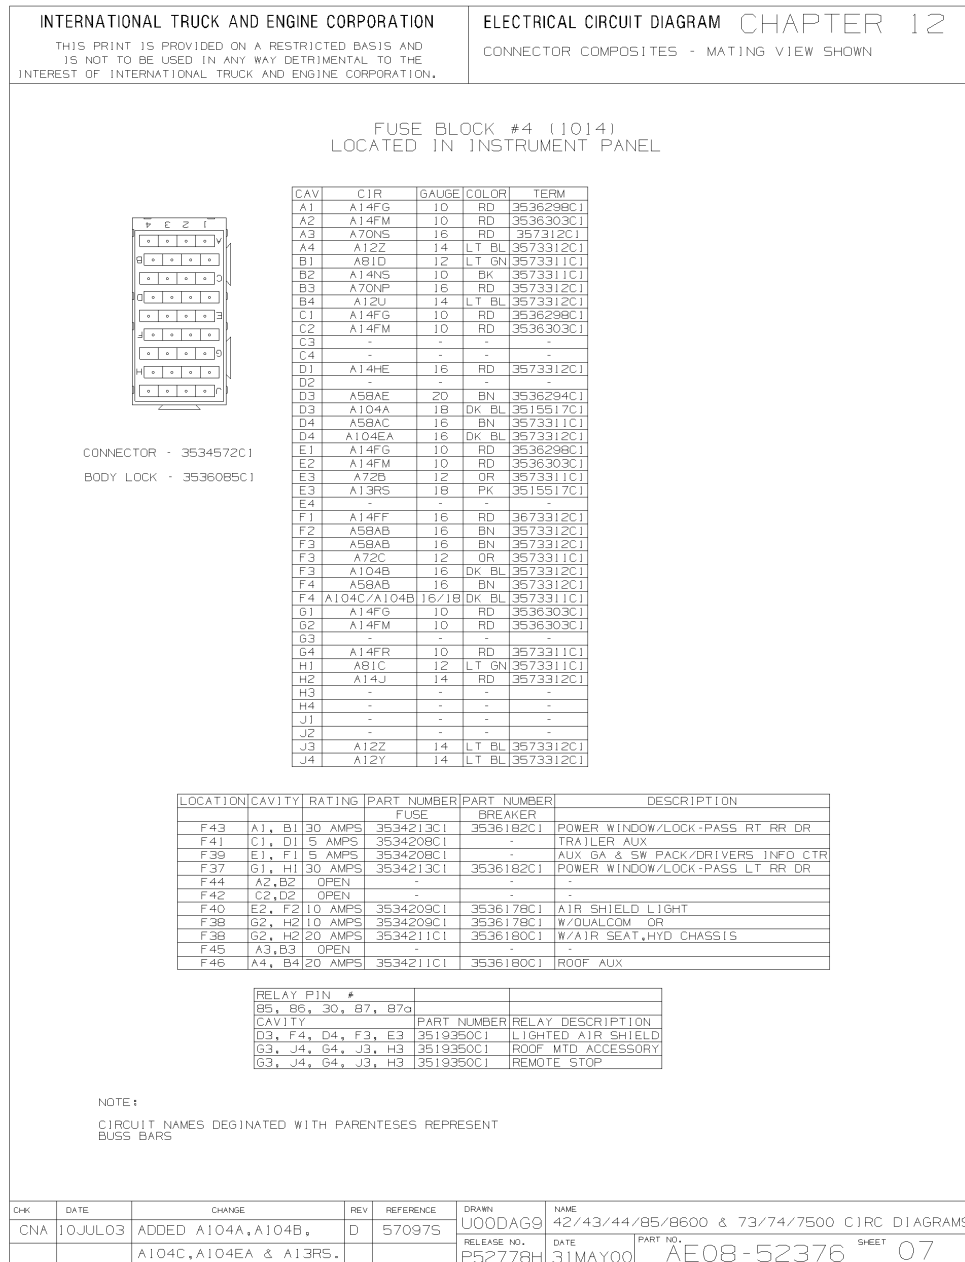 INTERNATIONAL TRUCK AND ENGINE CORPORATION
THIS PRINT IS PROVIDED ON A RESTRICTED BASIS AND
IS NOT TO BE USED IN ANY WAY DETRIMENTAL TO THE
INTEREST OF INTERNATIONAL TRUCK AND ENGINE CORPORATION.
ELECTRICAL CIRCUIT DIAGRAM CHAPTER 12
CONNECTOR COMPOSITES - MATING VIEW SHOWN
FUSE BLOCK #4 (1014)
LOCATED IN INSTRUMENT PANEL
4 3 2 1
A
B
C
D
E
F
G
H
J
CONNECTOR - 3534572C1
BODY LOCK - 3536085C1
CAV CIR GAUGE COLOR TERM
A1 A14FG 10 RD 3536298C1
A2 A14FM 10 RD 3536303C1
A3 A70NS 16 RD 357312C1
A4 A12Z 14 LT BL 3573312C1
B1 A81D 12 LT GN 3573311C1
B2 A14NS 10 BK 3573311C1
B3 A70NP 16 RD 3573312C1
B4 A12U 14 LT BL 3573312C1
C1 A14FG 10 RD 3536298C1
C2 A14FM 10 RD 3536303C1
C3 - - - -
C4 - - - -
D1 A14HE 16 RD 3573312C1
D2 - - - -
D3 A58AE 20 BN 3536294C1
D3 A104A 18 DK BL 3515517C1
D4 A58AC 16 BN 3573311C1
D4 A104EA 16 DK BL 3573312C1
E1 A14FG 10 RD 3536298C1
E2 A14FM 10 RD 3536303C1
E3 A72B 12 OR 3573311C1
E3 A13RS 18 PK 3515517C1
E4 - - - -
F1 A14FF 16 RD 3673312C1
F2 A58AB 16 BN 3573312C1
F3 A58AB 16 BN 3573312C1
F3 A72C 12 OR 3573311C1
F3 A104B 16 DK BL 3573312C1
F4 A58AB 16 BN 3573312C1
F4 A104C/A104B 16/18 DK BL 3573311C1
G1 A14FG 10 RD 3536303C1
G2 A14FM 10 RD 3536303C1
G3 - - - -
G4 A14FR 10 RD 3573311C1
H1 A81C 12 LT GN 3573311C1
H2 A14J 14 RD 3573312C1
H3 - - - -
H4 - - - -
J1 - - - -
J2 - - - -
J3 A12Z 14 LT BL 3573312C1
J4 A12Y 14 LT BL 3573312C1
LOCATION CAVITY RATING PART NUMBER PART NUMBER DESCRIPTION
FUSE BREAKER
F43 A1, B1 30 AMPS 3534213C1 3536182C1 POWER WINDOW/LOCK-PASS RT RR DR
F41 C1, D1 5 AMPS 3534208C1 - TRAILER AUX
F39 E1, F1 5 AMPS 3534208C1 - AUX GA & SW PACK/DRIVERS INFO CTR
F37 G1, H1 30 AMPS 3534213C1 3536182C1 POWER WINDOW/LOCK-PASS LT RR DR
F44 A2,B2 OPEN - - -
F42 C2,D2 OPEN - - -
F40 E2, F2 10 AMPS 3534209C1 3536178C1 AIR SHIELD LIGHT
F38 G2, H2 10 AMPS 3534209C1 3536178C1 W/QUALCOM OR
F38 G2, H2 20 AMPS 3534211C1 3536180C1 W/AIR SEAT,HYD CHASSIS
F45 A3,B3 OPEN - - -
F46 A4, B4 20 AMPS 3534211C1 3536180C1 ROOF AUX
RELAY PIN #
85, 86, 30, 87, 87a
CAVITY PART NUMBER RELAY DESCRIPTION
D3, F4, D4, F3, E3 3519350C1 LIGHTED AIR SHIELD
G3, J4, G4, J3, H3 3519350C1 ROOF MTD ACCESSORY
G3, J4, G4, J3, H3 3519350C1 REMOTE STOP
NOTE:
CIRCUIT NAMES DEGINATED WITH PARENTESES REPRESENT
BUSS BARS
CHK DATE CHANGE REV REFERENCE DRAWN NAME
CNA 10JUL03 ADDED A104A,A104B, D 57097S U00DAG9 42/43/44/85/8600 & 73/74/7500 CIRC DIAGRAMS
A104C,A104EA & A13RS. RELEASE NO. P52778H DATE 31MAY00 PART NO. AE08-52376 SHEET 07